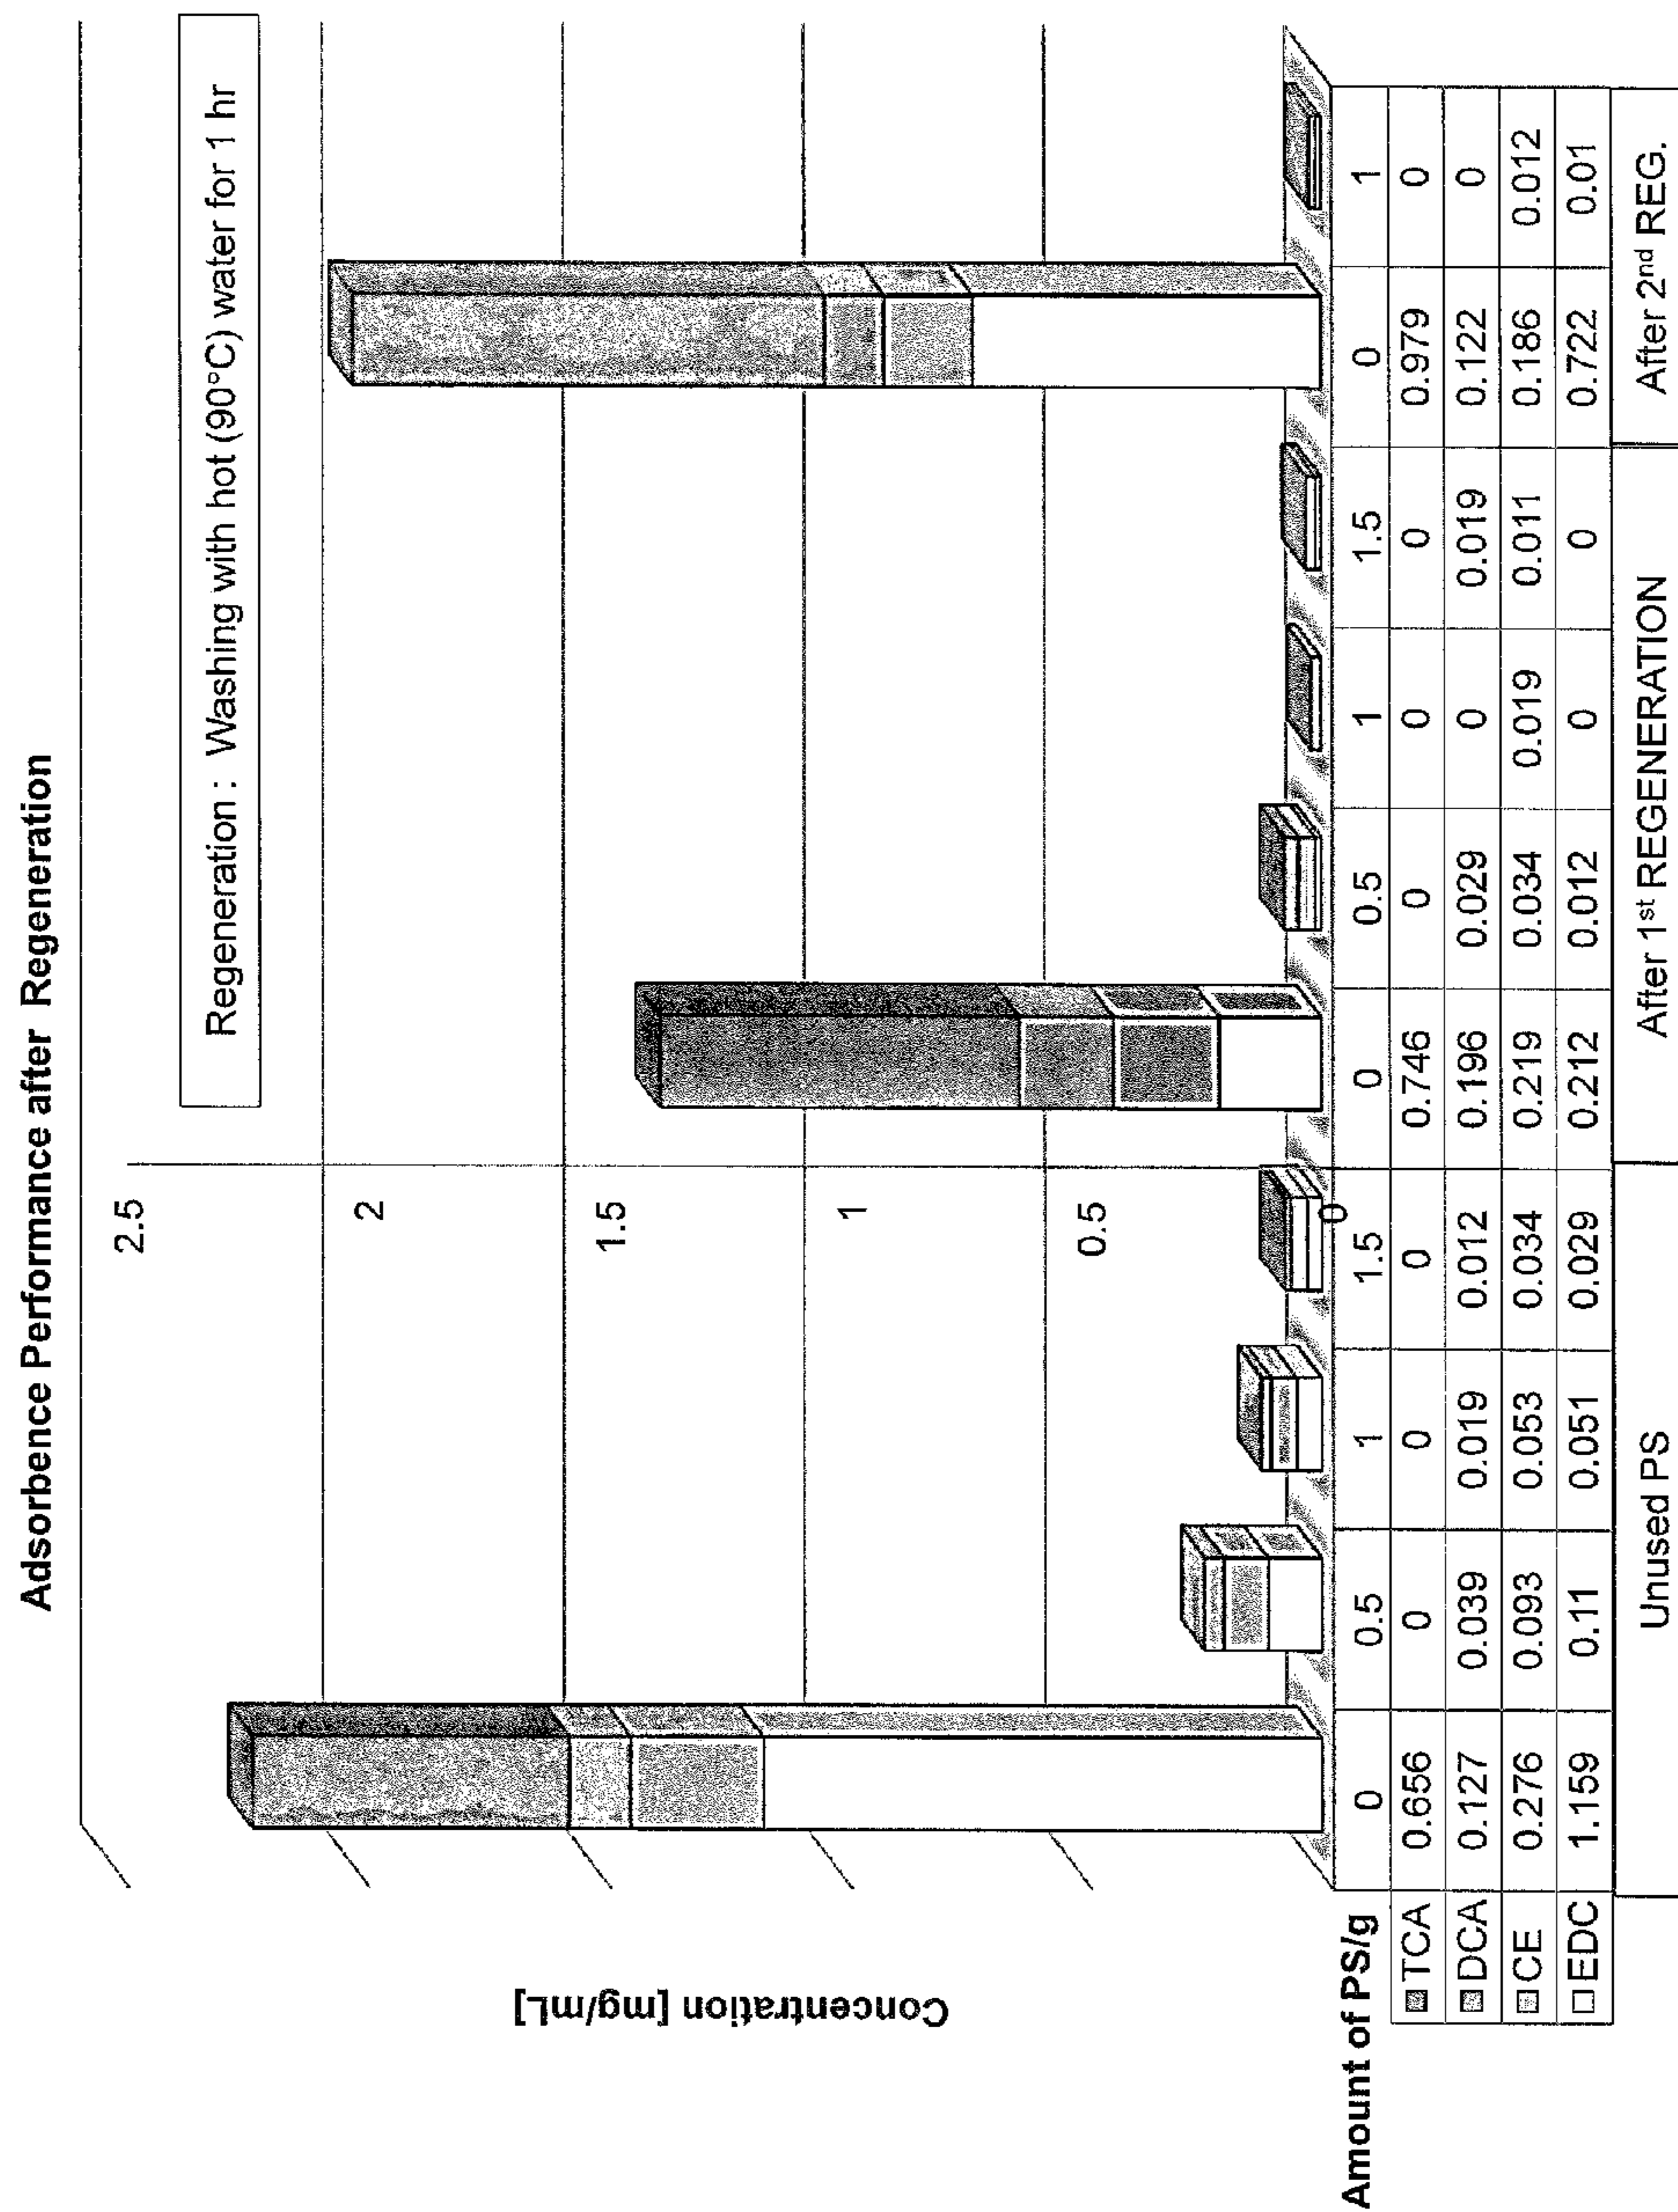 Adsorbence Performance after Regeneration
Regeneration : Washing with hot (90°C) water for 1 hr
Concentration [mg/mL]
2.5
2
1.5
1
0.5
0
Amount of PS/g 0 0.5 1 1.5 0 0.5 1 1.5 0 1
TCA 0.656 0 0 0 0.746 0 0 0 0.979 0
DCA 0.127 0.039 0.019 0.012 0.196 0.029 0 0.019 0.122 0
CE 0.276 0.093 0.053 0.034 0.219 0.034 0.019 0.011 0.186 0.012
EDC 1.159 0.11 0.051 0.029 0.212 0.012 0 0 0.722 0.01
Unused PS After 1st REGENERATION After 2nd REG.